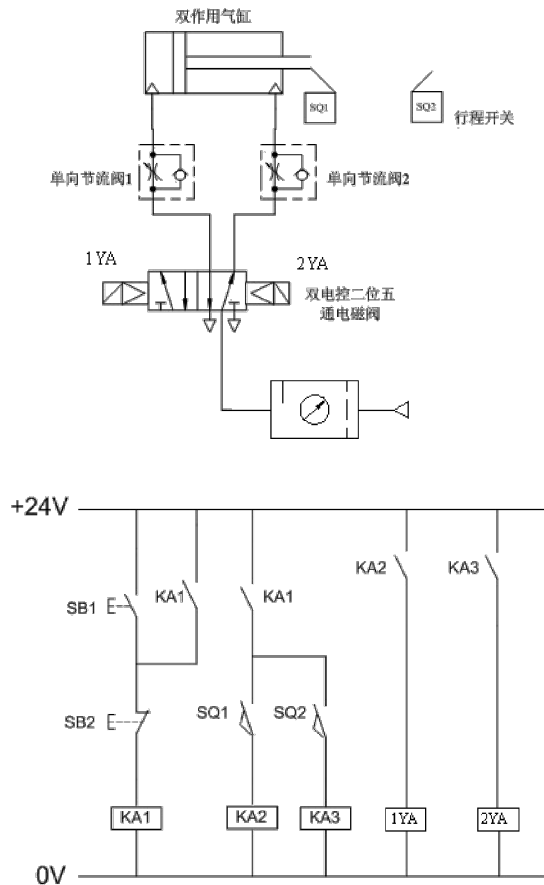 双作用气缸
SQ1
SQ2
行程开关
单向节流阀1
单向节流阀2
1YA
2YA
双电控二位五
通电磁阀
+24V
SB1
KA1
KA1
KA2
KA3
SB2
SQ1
SQ2
KA1
KA2
KA3
1YA
2YA
0V